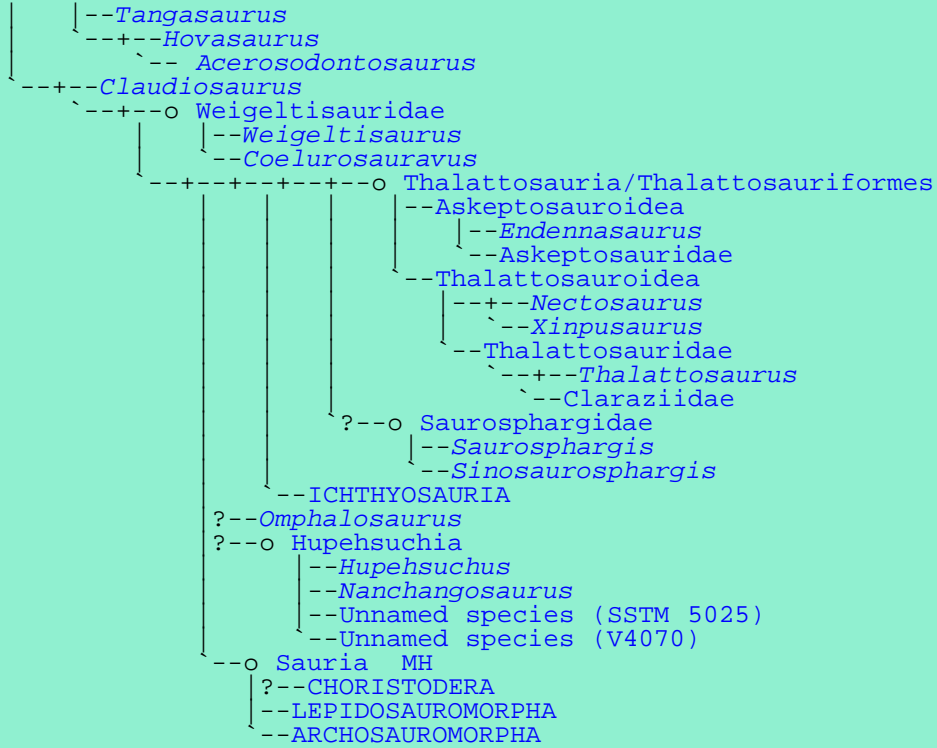 |     |--Tangasaurus
|     `--+--Hovasaurus
|        `-- Acerosodontosaurus
`--+--Claudiosaurus
   `--+--o Weigeltisauridae
      |  |--Weigeltisaurus
      |  `--Coelurosauravus
      `--+--+--+--+--o Thalattosauria/Thalattosauriformes
         |  |  |  |--Askeptosauroidea
         |  |  |  |  |--Endennasaurus
         |  |  |  |  `--Askeptosauridae
         |  |  |  `--Thalattosauroidea
         |  |  |     |--+--Nectosaurus
         |  |  |     |  `--Xinpusaurus
         |  |  |     `--Thalattosauridae
         |  |  |        `--+--Thalattosaurus
         |  |  |           `--Claraziidae
         |  |  `?--o Saurosphargidae
         |  |      |--Saurosphargis
         |  |      `--Sinosaurosphargis
         |  `--ICHTHYOSAURIA
         |?--Omphalosaurus
         |?--o Hupehsuchia
         |   |--Hupehsuchus
         |   |--Nanchangosaurus
         |   |--Unnamed species (SSTM 5025)
         |   `--Unnamed species (V4070)
         `--o Sauria  MH
            |?--CHORISTODERA
            |--LEPIDOSAUROMORPHA
            `--ARCHOSAUROMORPHA